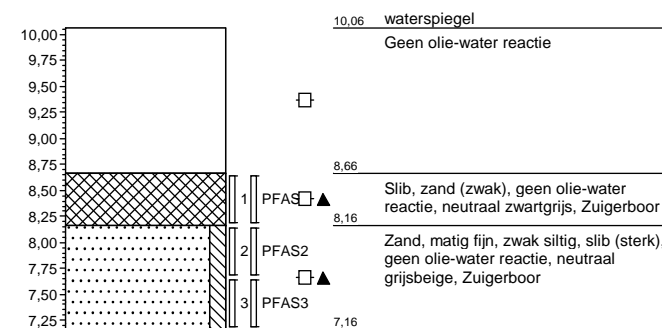 10,06 waterspiegel
10,00
Geen olie-water reactie
9,75
9,50
9,25
9,00
8,75
8,66
8,50
1 PFAS
Slib, zand (zwak), geen olie-water
reactie, neutraal zwartgrijs, Zuigerboor
8,25
8,16
8,00
2 PFAS2
Zand, matig fijn, zwak siltig, slib (sterk),
geen olie-water reactie, neutraal
grijsbeige, Zuigerboor
7,75
7,50
3 PFAS3
7,25
7,16